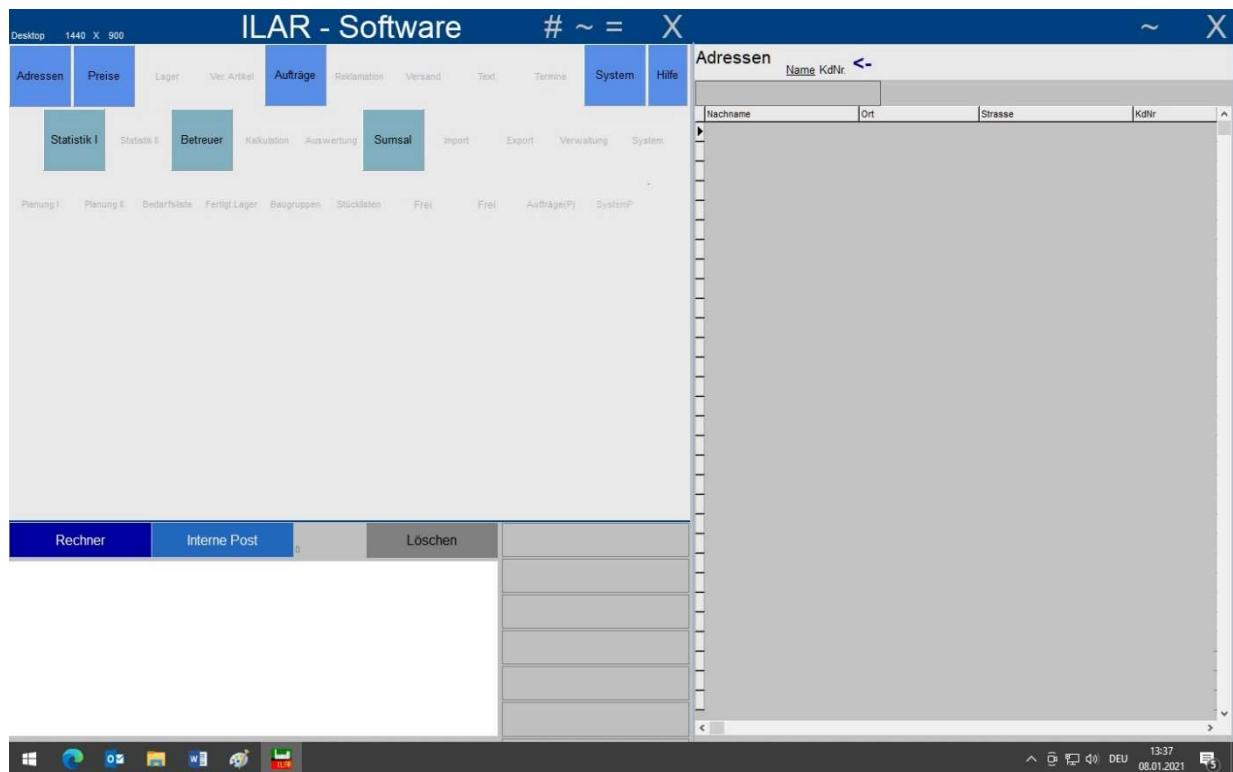 Desktop 1440 X 900
ILAR - Software # ~ = X
~ X
Adressen Preise Lager Ver.Artikel Aufträge Reklamation Versand Text Termine System Hilfe
Statistik I Statistik II Betreuer Kalkulation Auswertung Sumsal Import Export Verwaltung System
Planung I Planung II Bedarfsliste Fertigt.Lager Baugruppen Stücklisten Frei Frei Aufträge(P) SystemP
Rechner Interne Post 0 Löschen
Adressen
Name KdNr. <-
Nachname Ort Strasse KdNr
ILAR
DEU
13:37
08.01.2021
5